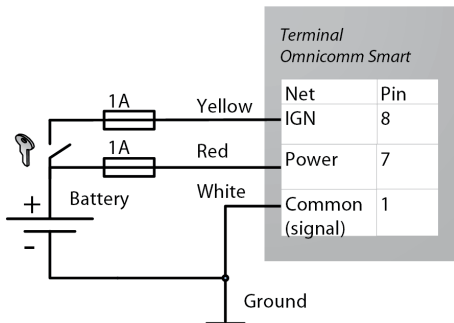 Terminal
Omnicomm Smart
Net Pin
1A Yellow IGN 8
1A Red Power 7
White Common 1
(signal)
+ Battery
-
Ground